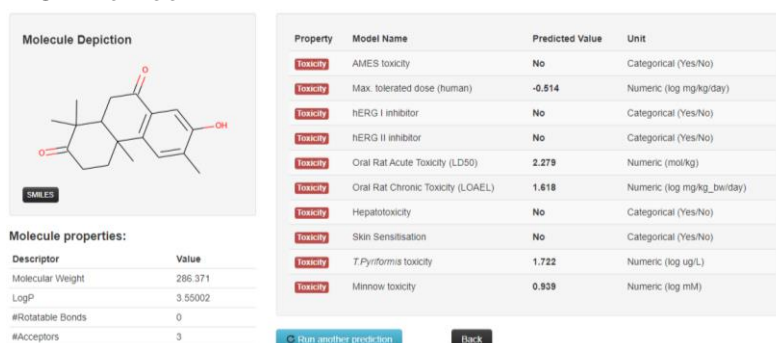 Molecule Depiction
O
OH
O
SMILES
Molecule properties:
Descriptor Value
Molecular Weight 286.371
LogP 3.55002
#Rotatable Bonds 0
#Acceptors 3
Property Model Name Predicted Value Unit
Toxicity AMES toxicity No Categorical (Yes/No)
Toxicity Max. tolerated dose (human) -0.514 Numeric (log mg/kg/day)
Toxicity hERG I inhibitor No Categorical (Yes/No)
Toxicity hERG II inhibitor No Categorical (Yes/No)
Toxicity Oral Rat Acute Toxicity (LD50) 2.279 Numeric (mol/kg)
Toxicity Oral Rat Chronic Toxicity (LOAEL) 1.618 Numeric (log mg/kg_bw/day)
Toxicity Hepatotoxicity No Categorical (Yes/No)
Toxicity Skin Sensitisation No Categorical (Yes/No)
Toxicity T.Pyriformis toxicity 1.722 Numeric (log ug/L)
Toxicity Minnow toxicity 0.939 Numeric (log mM)
Run another prediction Back